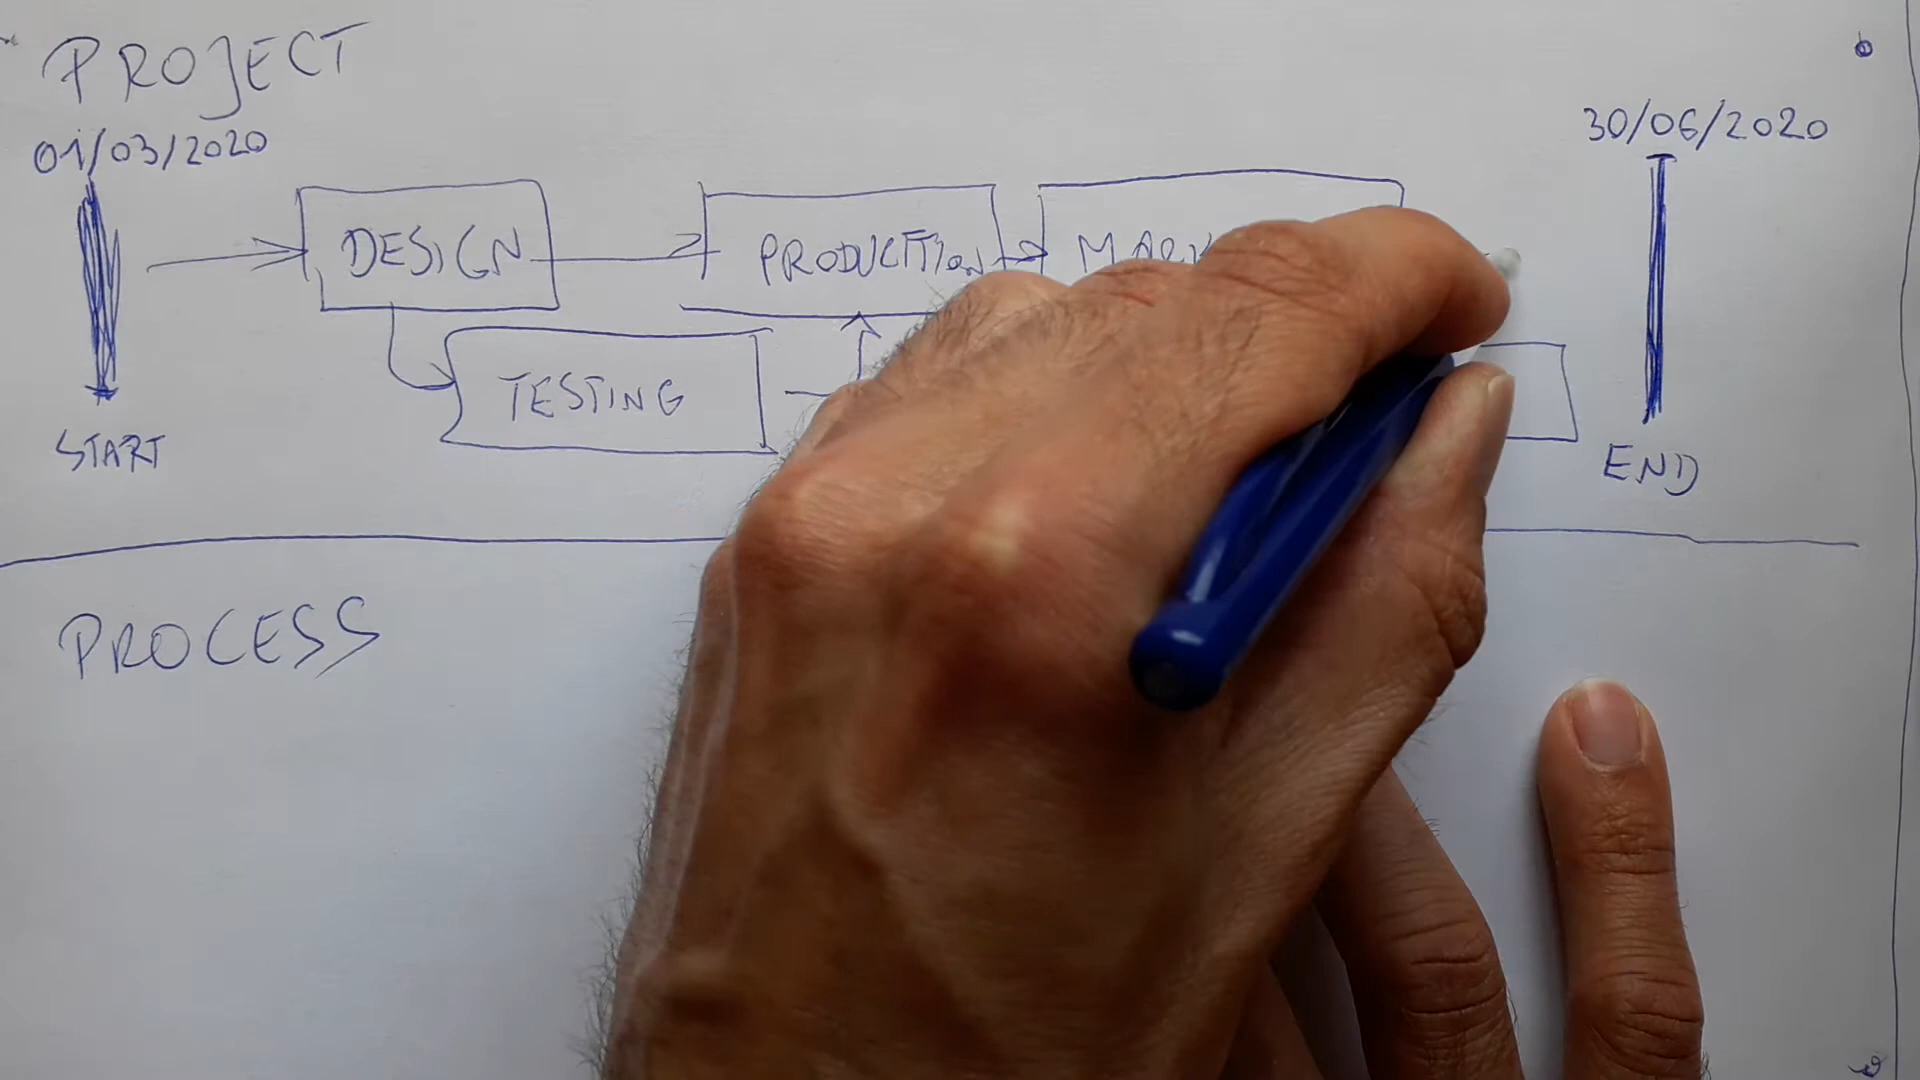 PROJECT
01/03/2020
30/06/2020
DESIGN
PRODUCTION
TESTING
START
END
PROCESS